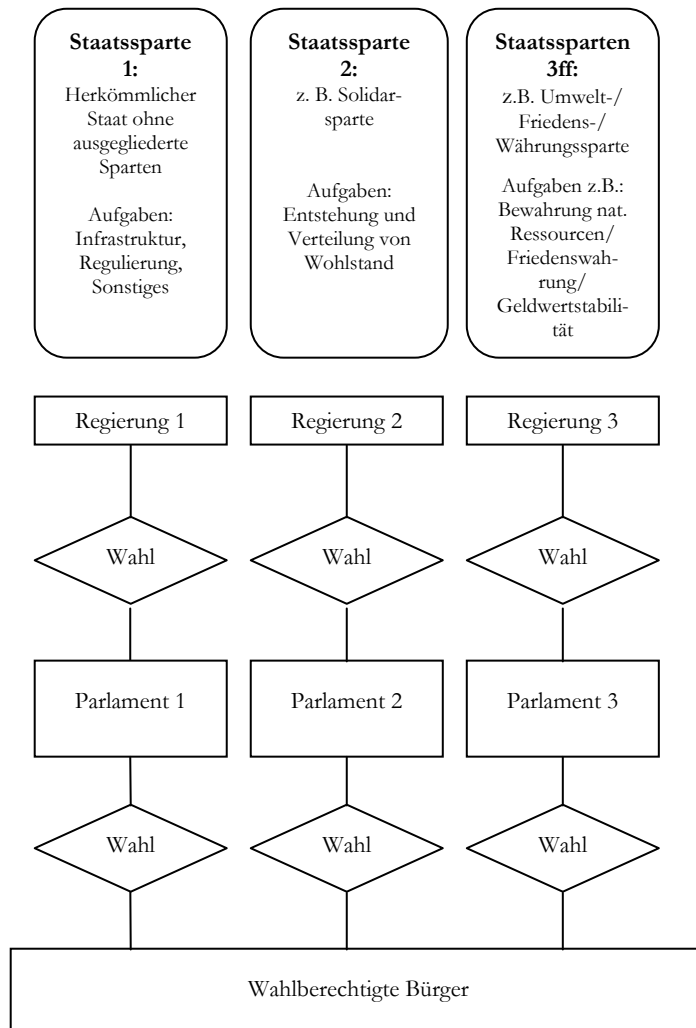 Staatssparte
1:
Herkömmlicher
Staat ohne
ausgegliederte
Sparten
Aufgaben:
Infrastruktur,
Regulierung,
Sonstiges
Staatssparte
2:
z. B. Solidar-
sparte
Aufgaben:
Entstehung und
Verteilung von
Wohlstand
Staatssparten
3ff:
z.B. Umwelt-/
Friedens-/
Währungssparte
Aufgaben z.B.:
Bewahrung nat.
Ressourcen/
Friedenswah-
rung/
Geldwertstabili-
tät
Regierung 1
Regierung 2
Regierung 3
Wahl
Wahl
Wahl
Parlament 1
Parlament 2
Parlament 3
Wahl
Wahl
Wahl
Wahlberechtigte Bürger